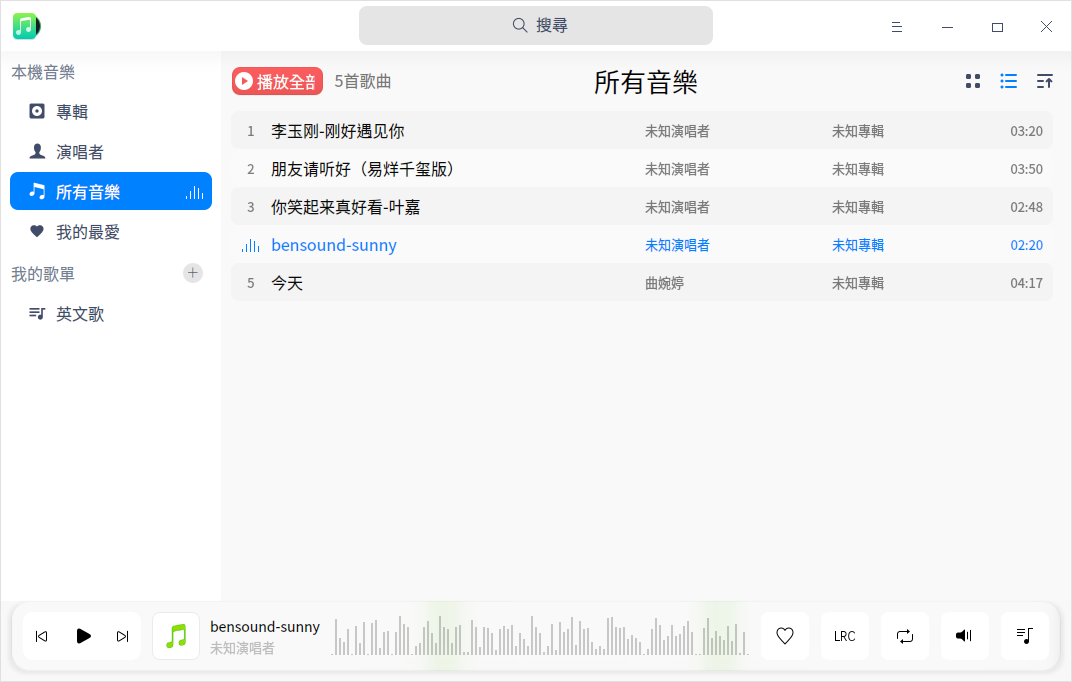 搜尋
本機音樂
專輯
演唱者
所有音樂
我的最愛
我的歌單
英文歌
播放全音 5首歌曲 所有音樂
1 李玉刚-刚好遇见你 未知演唱者 未知專輯 03:20
2 朋友请听好（易烊千玺版） 未知演唱者 未知專輯 03:50
3 你笑起来真好看-叶嘉 未知演唱者 未知專輯 02:48
bensound-sunny 未知演唱者 未知專輯 02:20
5 今天 曲婉婷 未知專輯 04:17
bensound-sunny
未知演唱者
LRC